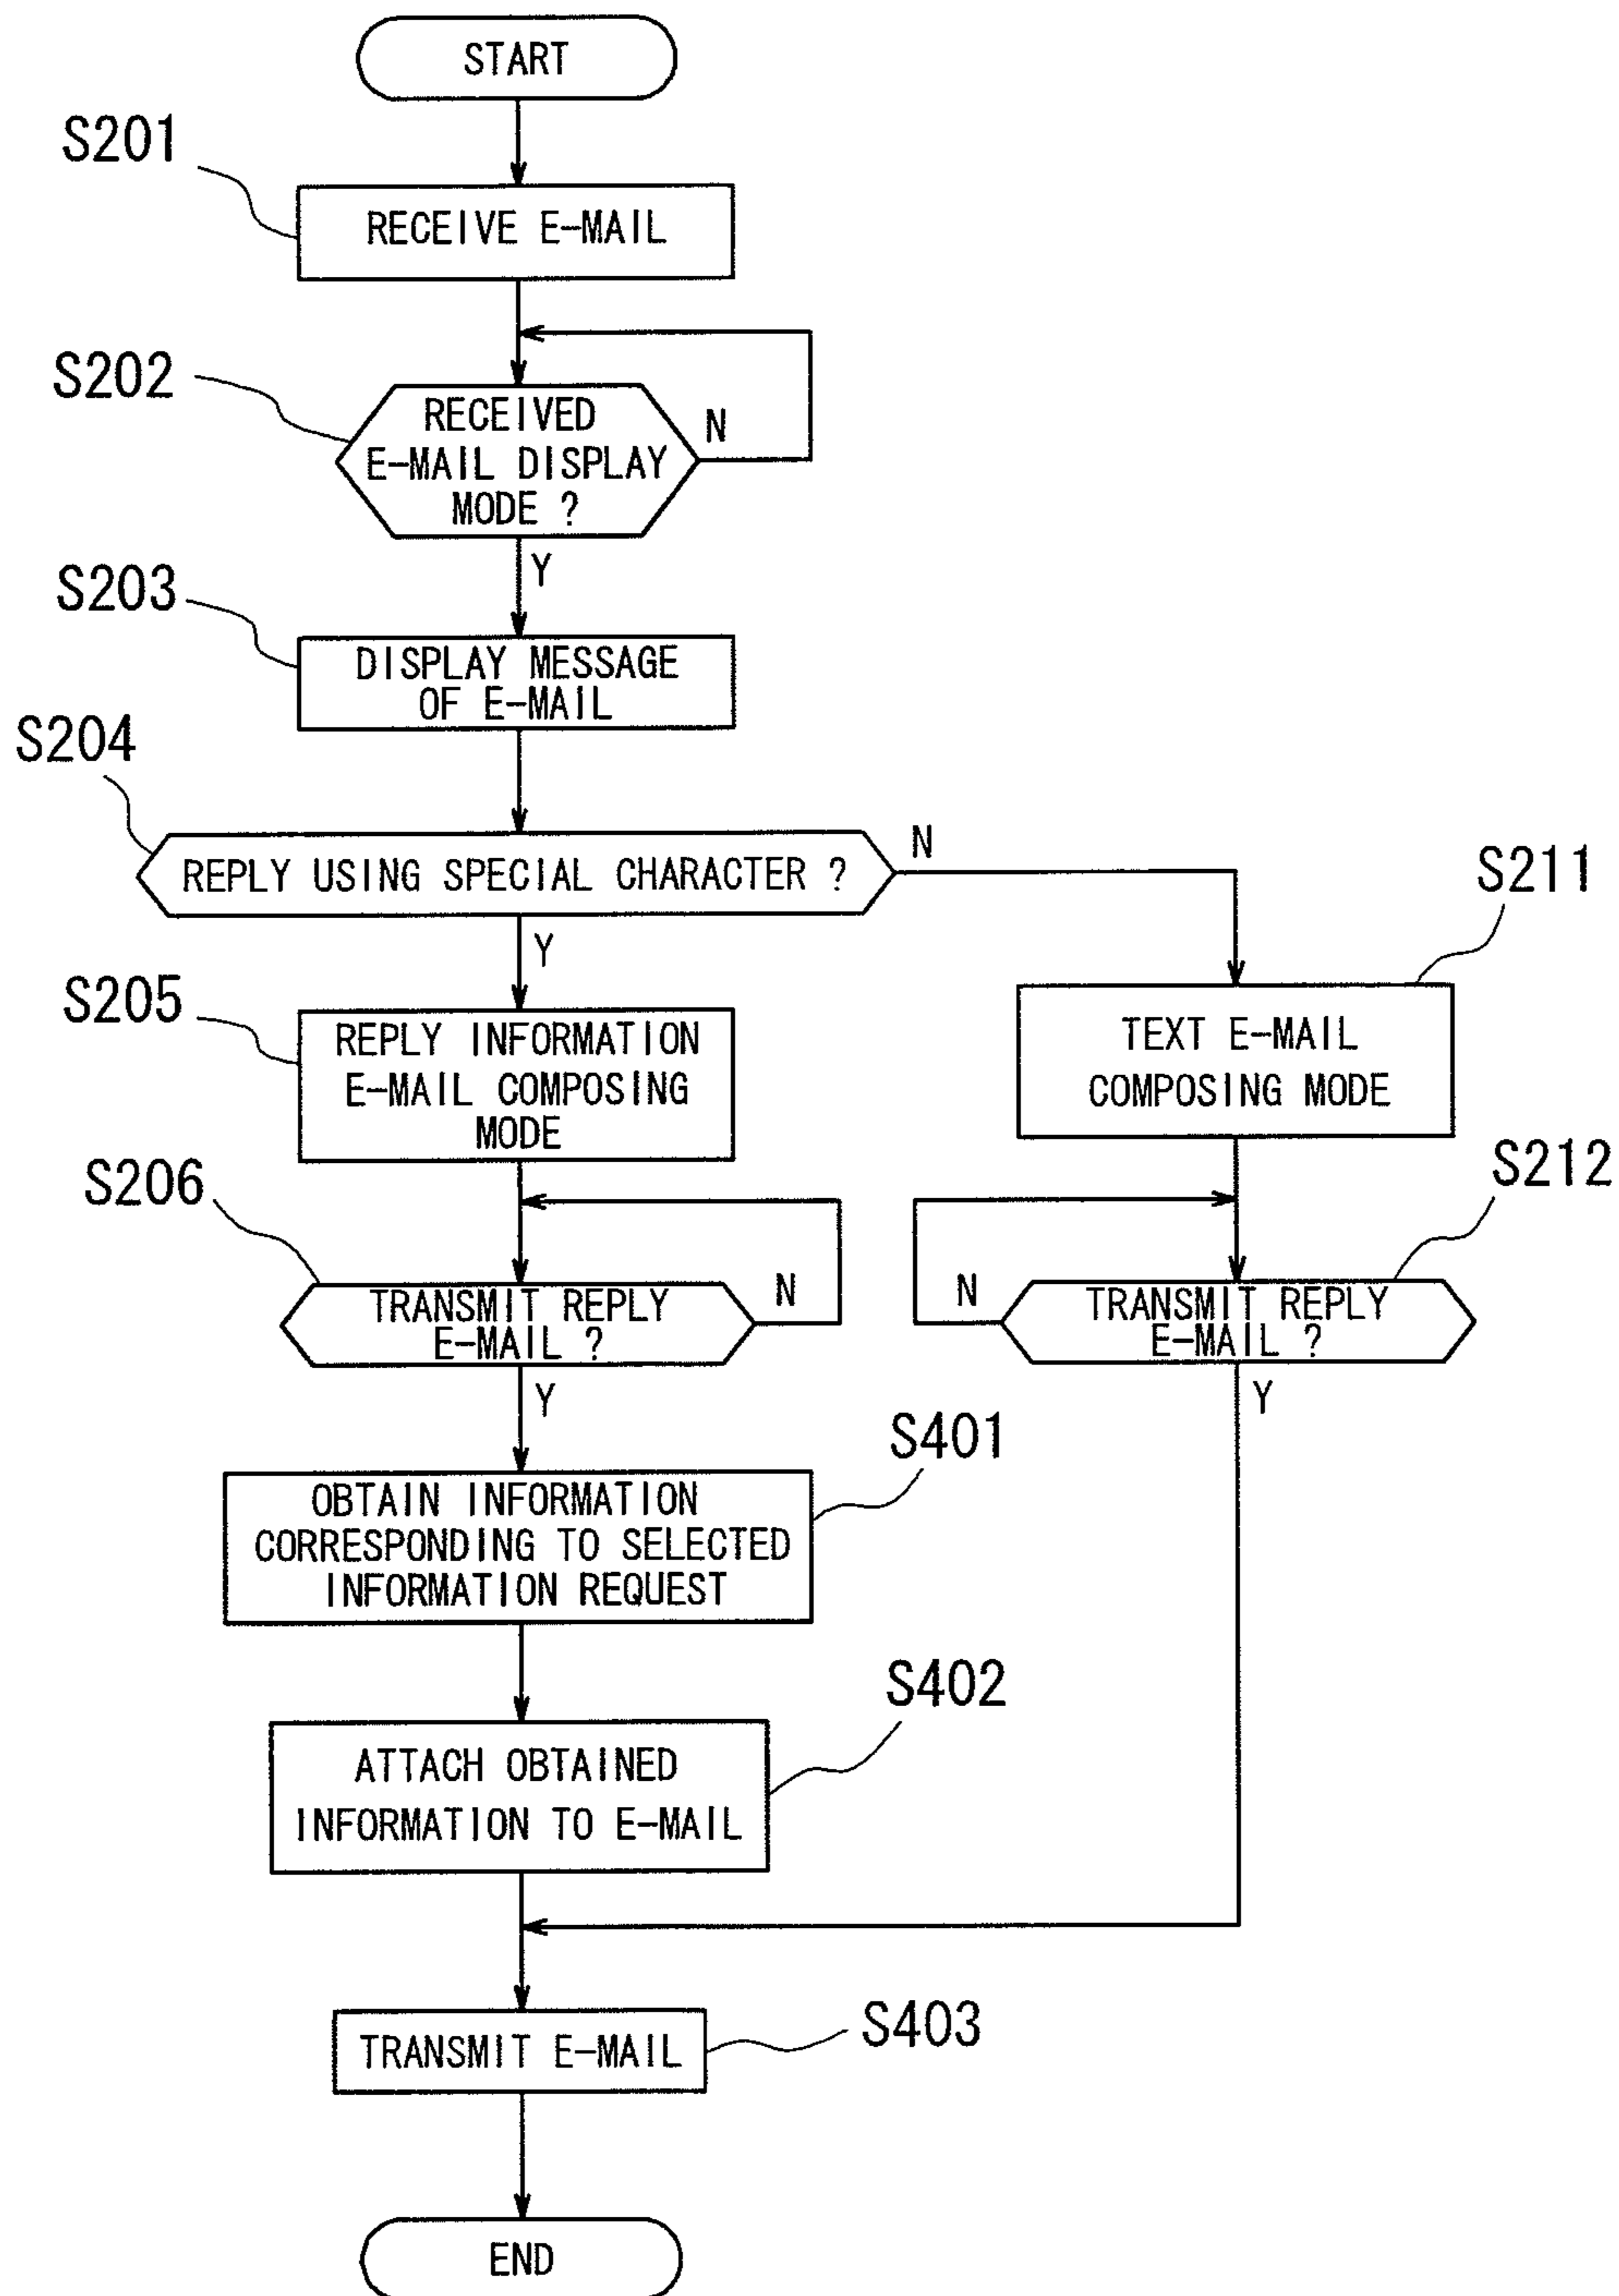 START
S201
RECEIVE E-MAIL
S202
RECEIVED
E-MAIL DISPLAY
MODE ?
N
Y
S203
DISPLAY MESSAGE
OF E-MAIL
S204
REPLY USING SPECIAL CHARACTER ?
N
Y
S205
REPLY INFORMATION
E-MAIL COMPOSING
MODE
S211
TEXT E-MAIL
COMPOSING MODE
S206
TRANSMIT REPLY
E-MAIL ?
N
Y
S212
TRANSMIT REPLY
E-MAIL ?
N
Y
S401
OBTAIN INFORMATION
CORRESPONDING TO SELECTED
INFORMATION REQUEST
S402
ATTACH OBTAINED
INFORMATION TO E-MAIL
S403
TRANSMIT E-MAIL
END